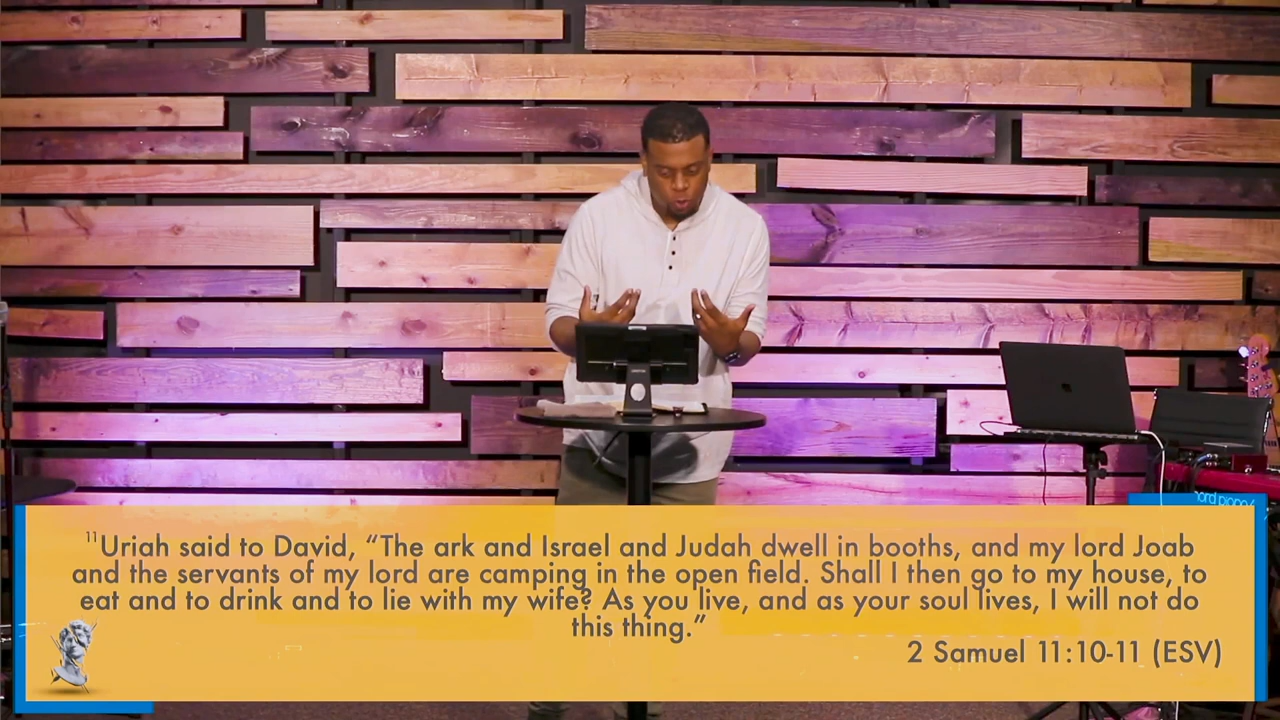 ord piano
11Uriah said to David, “The ark and Israel and Judah dwell in booths, and my lord Joab
and the servants of my lord are camping in the open field. Shall I then go to my house, to
eat and to drink and to lie with my wife? As you live, and as your soul lives, I will not do
this thing.”
2 Samuel 11:10-11 (ESV)